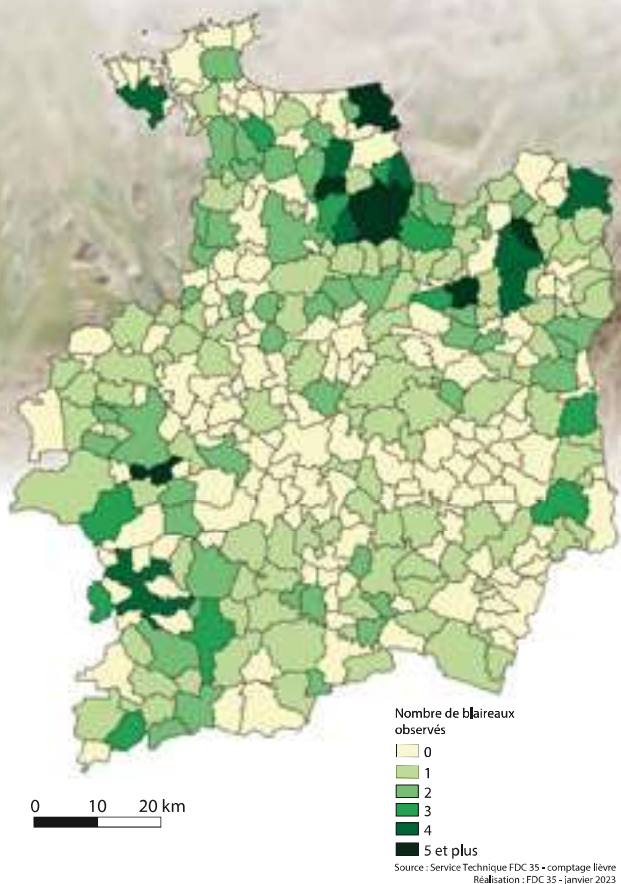 Nombre de blaireaux
observés
0
1
2
3
4
5 et plus
0 10 20 km
Source : Service Technique FDC 35 - comptage lièvre
Réalisation : FDC 35 - janvier 2023